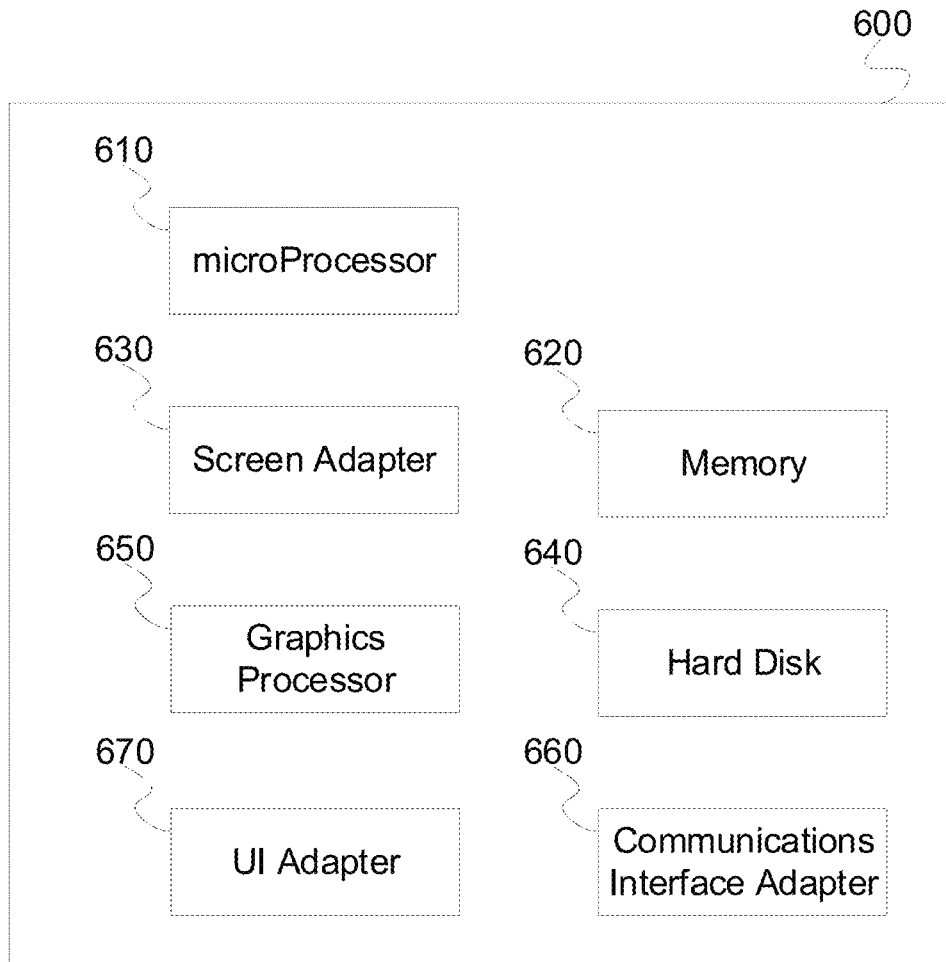 600
610
microProcessor
630
620
Screen Adapter
Memory
650
640
Graphics
Processor
Hard Disk
670
660
UI Adapter
Communications
Interface Adapter